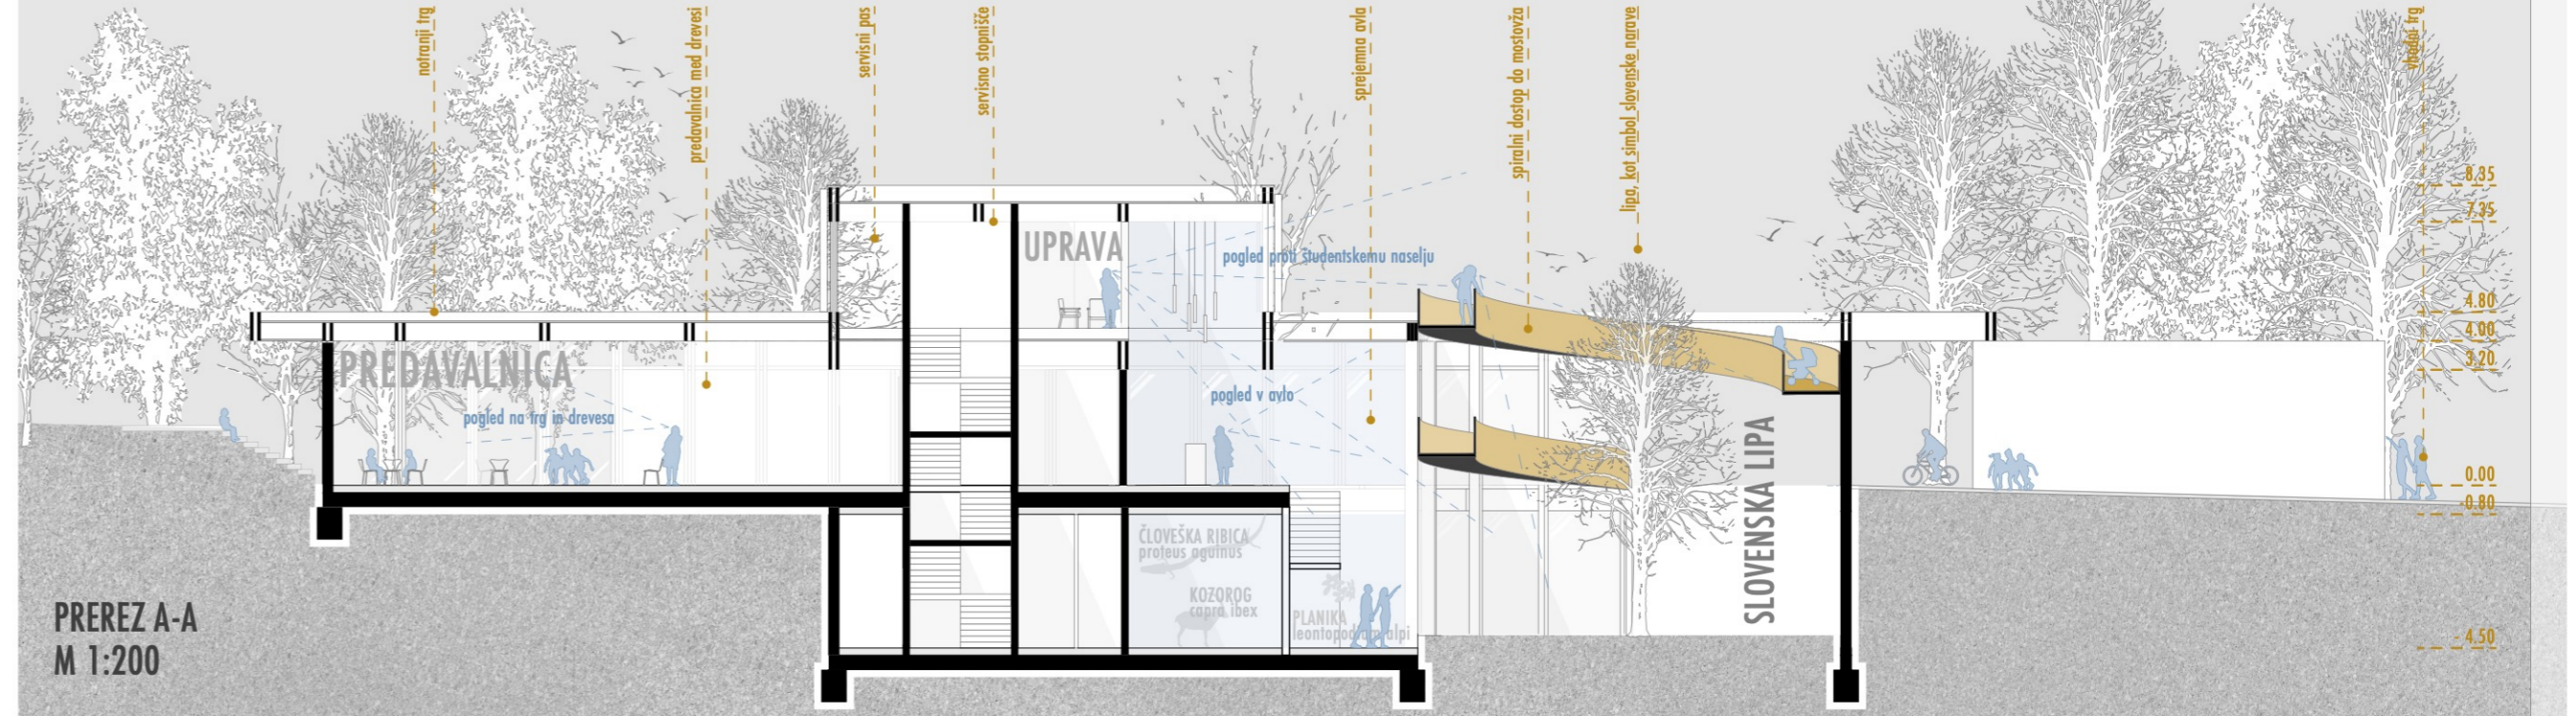 notranji trg
predavalnica med drevesi
servisni pas
servisno stopnišče
sprejemna avla
spiralni dostop do mostovža
lipa, kot simbol slovenske narave
vhodni trg
8.35
7.35
UPRAVA
pogled proti študentskemu naselju
4.80
4.00
3.20
PREDAVALNICA
pogled na trg in drevesa
pogled v avlo
SLOVENSKA LIPA
0.00
-0.80
ČLOVEŠKA RIBICA
proteus aguinus
KOZOROG
capra ibex
PLANIKA
alpi
- 4.50
PREREZ A-A
M 1:200